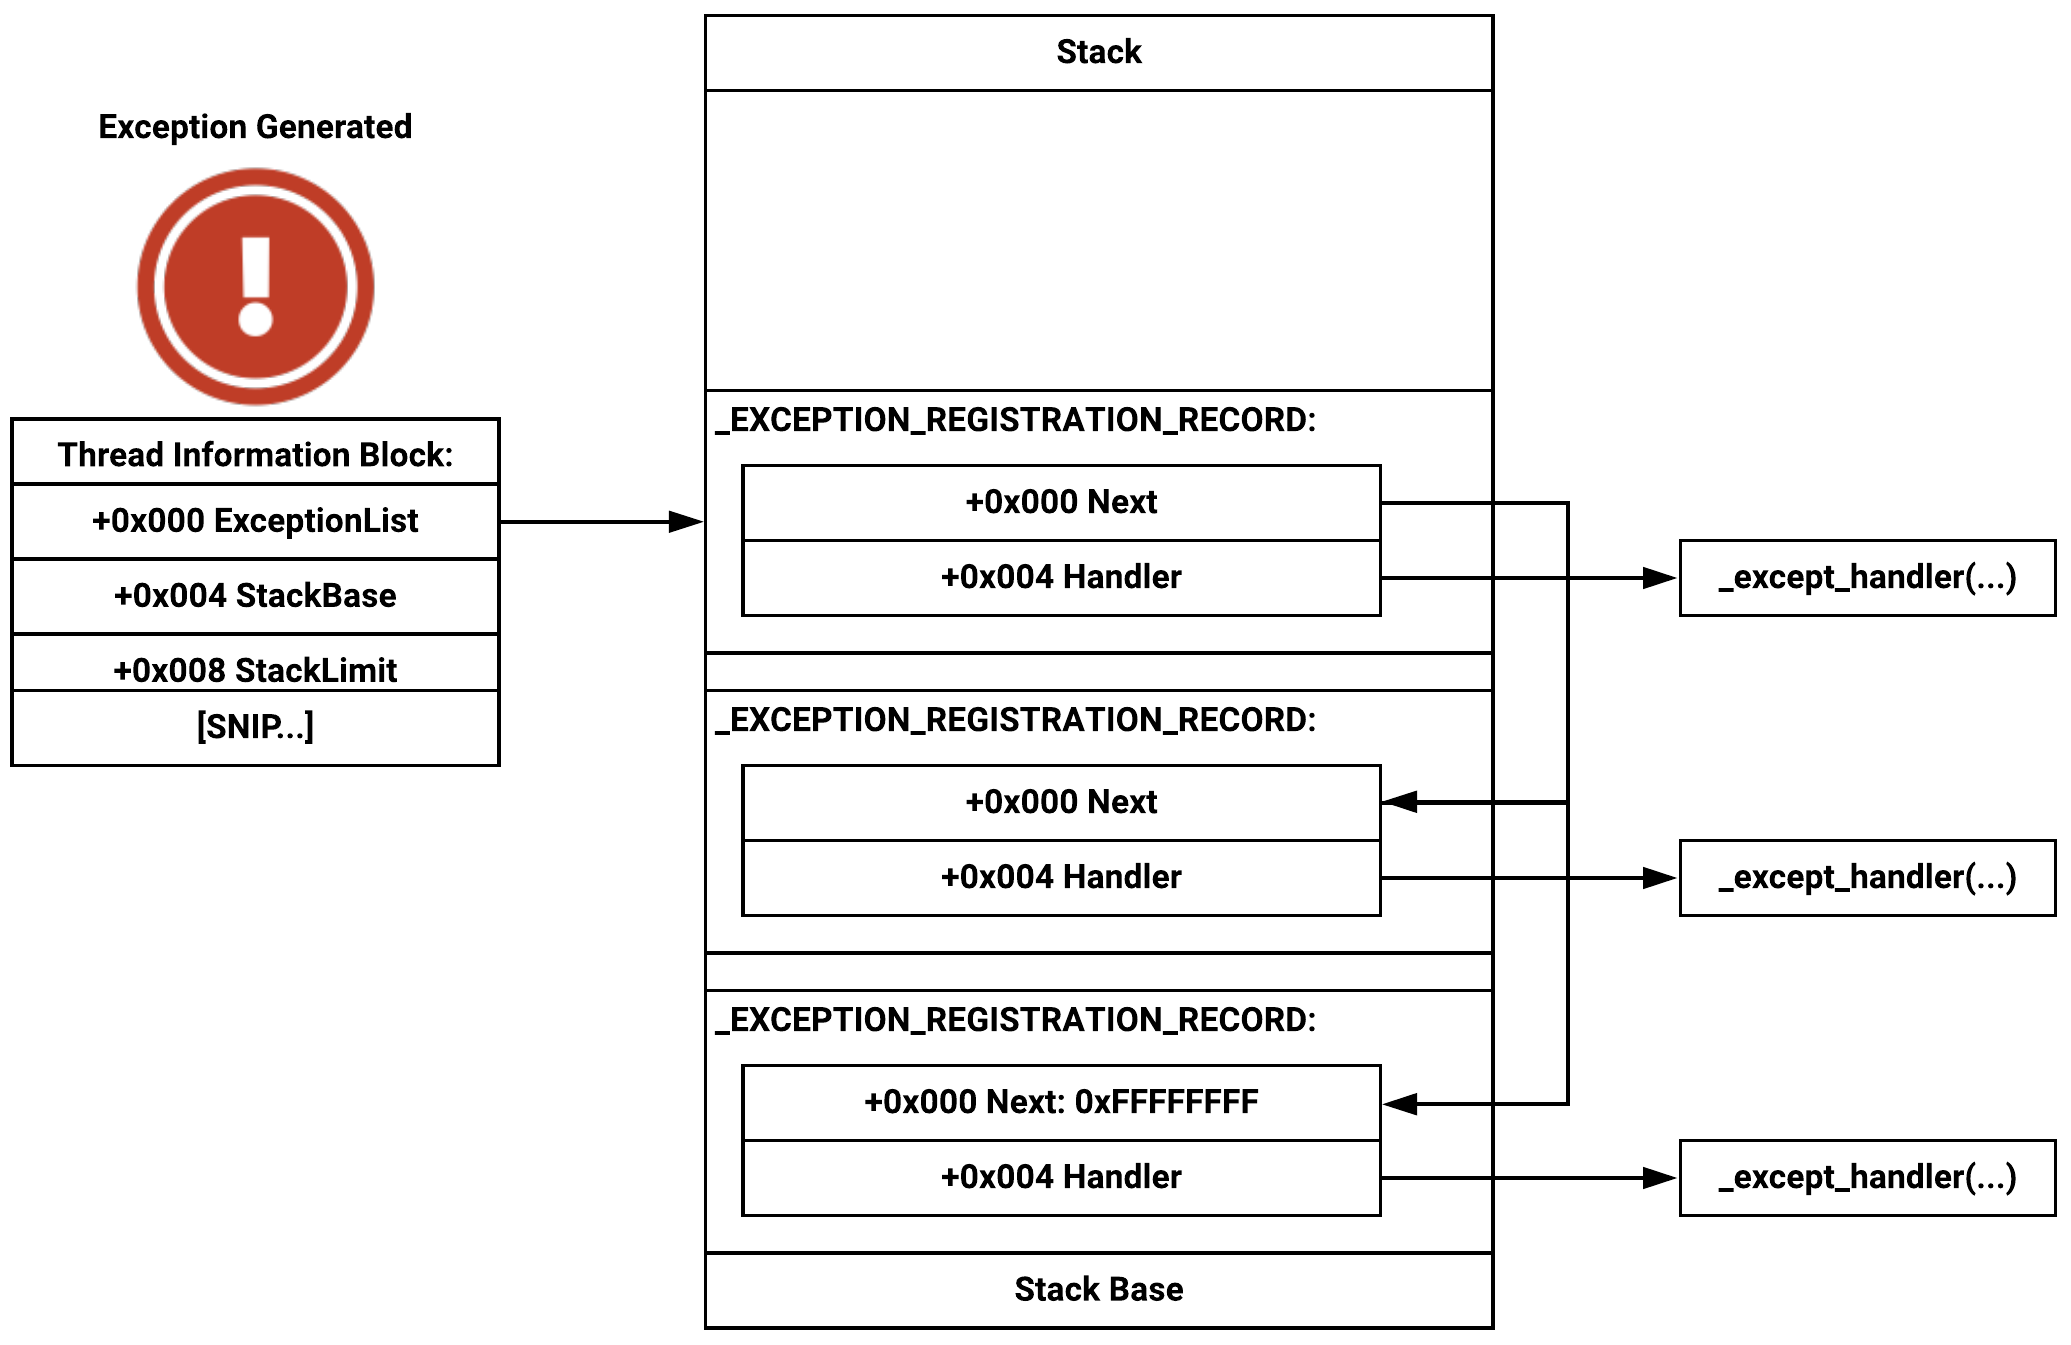 Stack
Exception Generated
Thread Information Block:
+0x000 ExceptionList
+0x004 StackBase
+0x008 StackLimit
[SNIP...]
_EXCEPTION_REGISTRATION_RECORD:
+0x000 Next
+0x004 Handler
_except_handler(...)
_EXCEPTION_REGISTRATION_RECORD:
+0x000 Next
+0x004 Handler
_except_handler(...)
_EXCEPTION_REGISTRATION_RECORD:
+0x000 Next: 0xFFFFFFFF
+0x004 Handler
_except_handler(...)
Stack Base